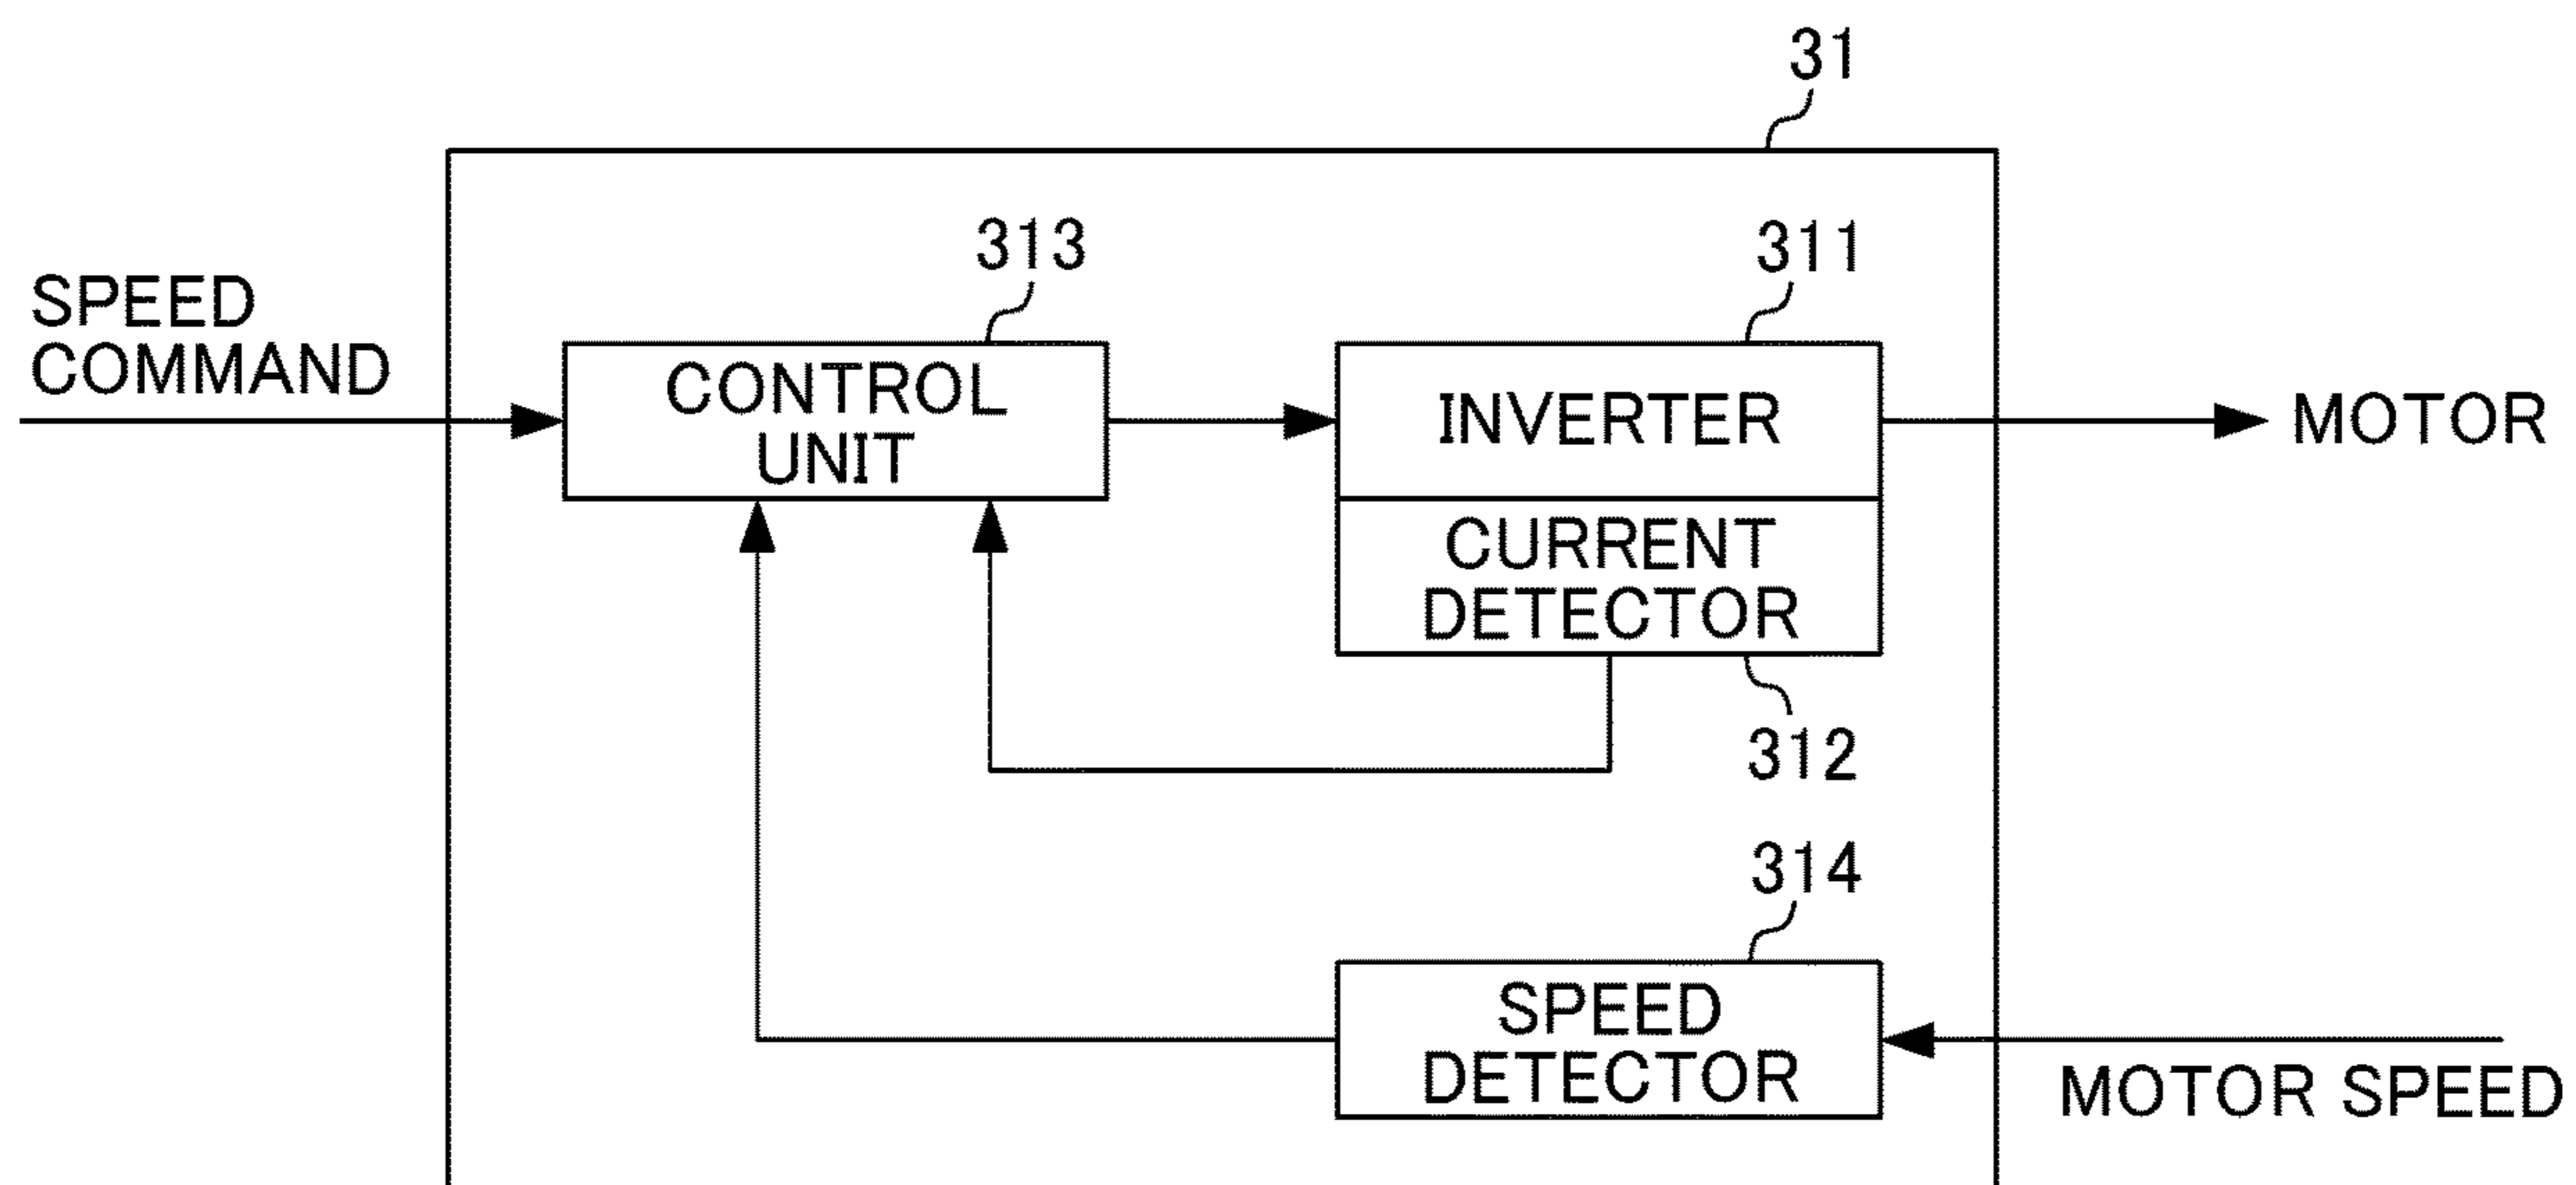 31
313
311
SPEED
COMMAND
CONTROL
UNIT
INVERTER
MOTOR
CURRENT
DETECTOR
312
314
SPEED
DETECTOR
MOTOR SPEED